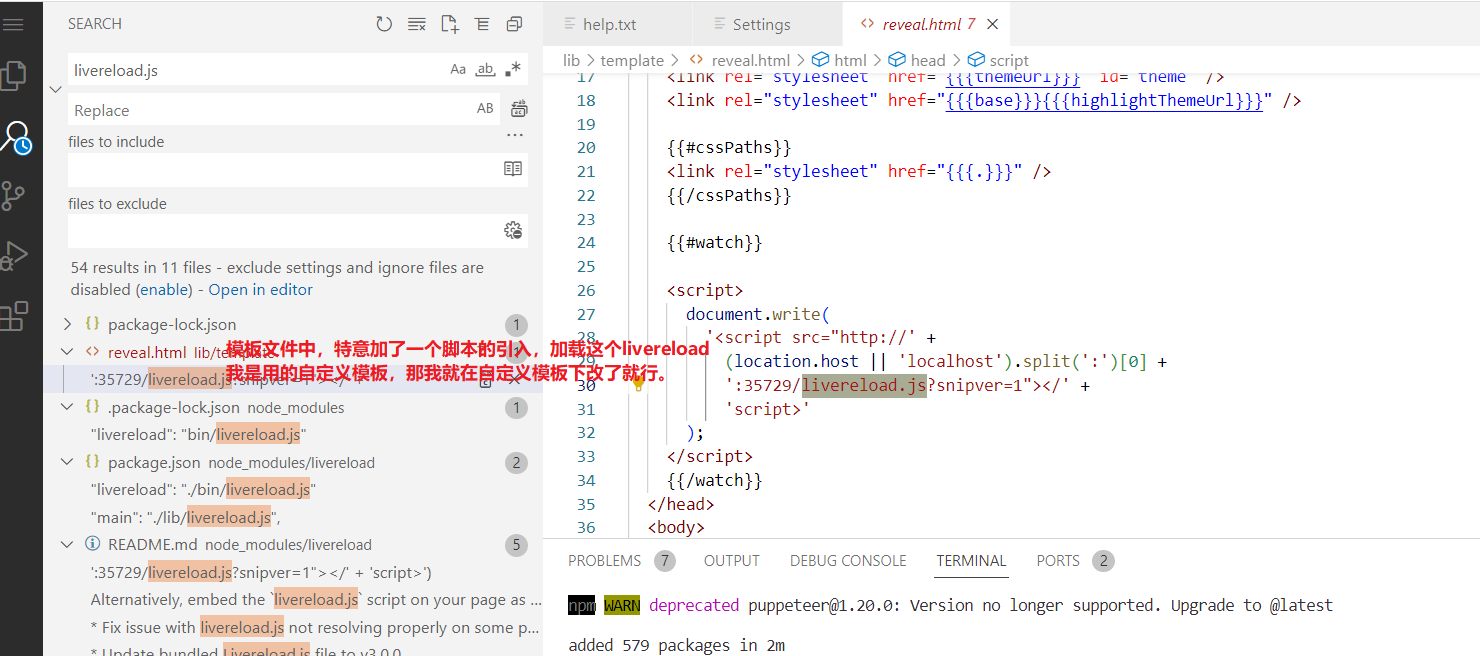 SEARCH
livereload.js
Aa ab .*
Replace
AB
files to include
files to exclude
54 results in 11 files - exclude settings and ignore files are
disabled (enable) - Open in editor
{} package-lock.json 1
<> reveal.html lib/template
':35729/livereload.js?snipver=1"></' +
{} .package-lock.json node_modules 1
"livereload": "bin/livereload.js"
{} package.json node_modules/livereload 2
"livereload": "./bin/livereload.js"
"main": "./lib/livereload.js",
README.md node_modules/livereload 5
':35729/livereload.js?snipver=1"></' + 'script>')
Alternatively, embed the `livereload.js` script on your page as ...
* Fix issue with livereload.js not resolving properly on some p...
* Update bundled Livereload.js file to v3.0.0
模板文件中，特意加了一个脚本的引入，加载这个livereload
我是用的自定义模板，那我就在自定义模板下改了就行。
help.txt
Settings
<> reveal.html 7
lib > template > <> reveal.html > html > head > script
17 <link rel="stylesheet" href="{{{themeUrl}}}" id="theme" />
18 <link rel="stylesheet" href="{{{base}}}{{{highlightThemeUrl}}}" />
19
20 {{#cssPaths}}
21 <link rel="stylesheet" href="{{{.}}}" />
22 {{/cssPaths}}
23
24 {{#watch}}
25
26 <script>
27 document.write(
28 '<script src="http://' +
29 (location.host || 'localhost').split(':')[0] +
30 ':35729/livereload.js?snipver=1"></' +
31 'script>'
32 );
33 </script>
34 {{/watch}}
35 </head>
36 <body>
PROBLEMS 7 OUTPUT DEBUG CONSOLE TERMINAL PORTS 2
npm WARN deprecated puppeteer@1.20.0: Version no longer supported. Upgrade to @latest
added 579 packages in 2m